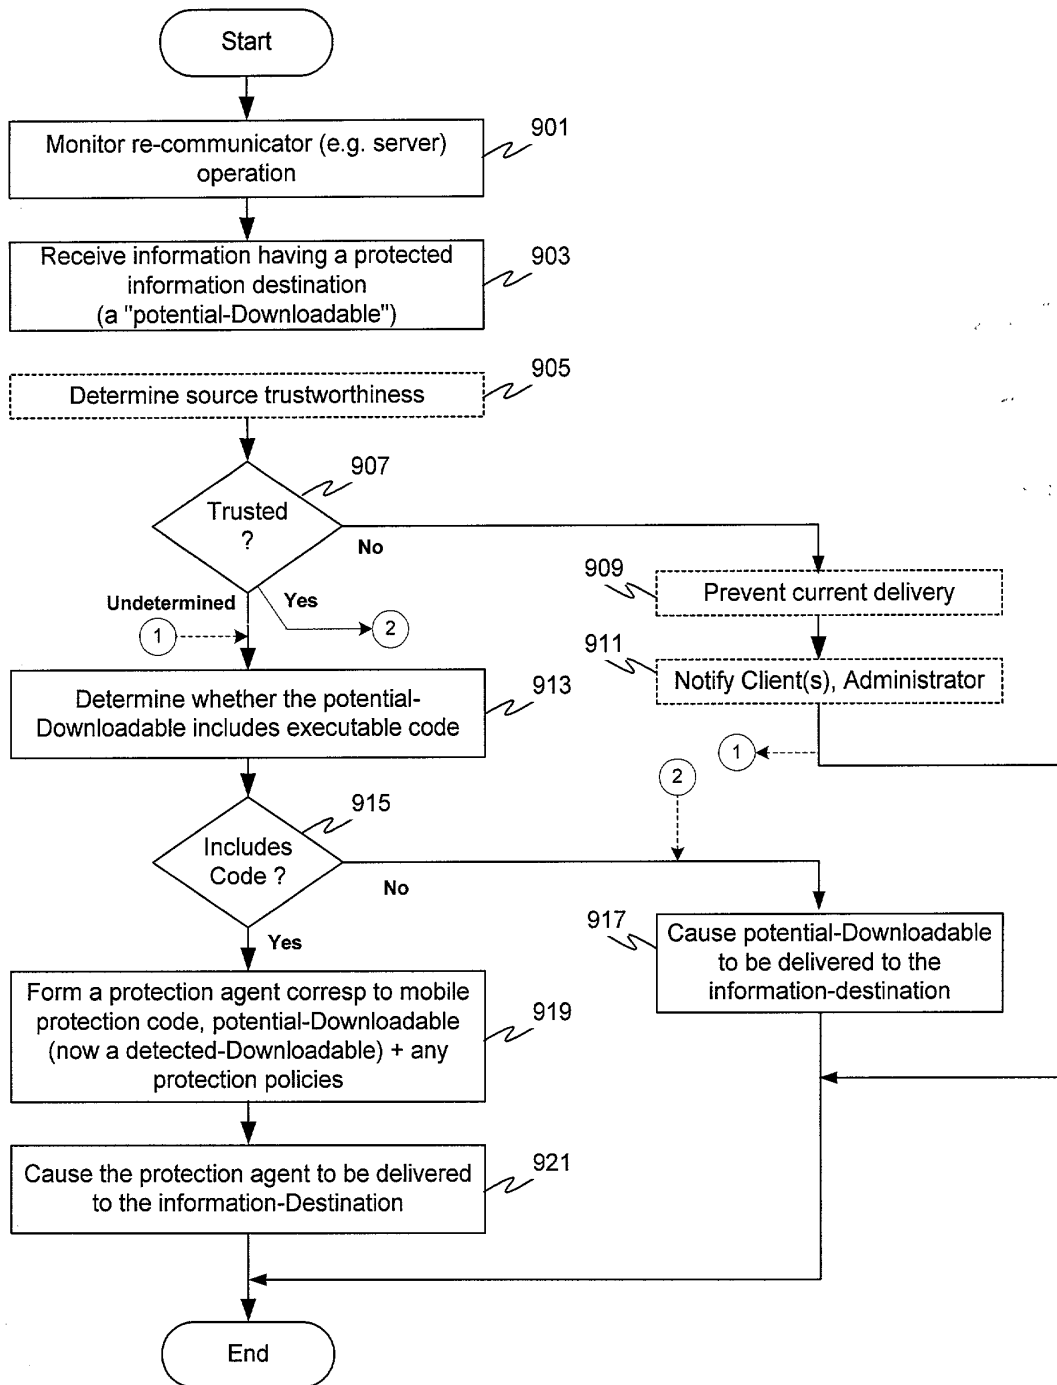 Start
Monitor re-communicator (e.g. server)
operation
901
Receive information having a protected
information destination
(a "potential-Downloadable")
903
Determine source trustworthiness
905
907
Trusted
?
No
Undetermined
Yes
1
2
909
Prevent current delivery
911
Notify Client(s), Administrator
1
2
Determine whether the potential-
Downloadable includes executable code
913
915
Includes
Code ?
No
Yes
917
Cause potential-Downloadable
to be delivered to the
information-destination
Form a protection agent corresp to mobile
protection code, potential-Downloadable
(now a detected-Downloadable) + any
protection policies
919
Cause the protection agent to be delivered
to the information-Destination
921
End